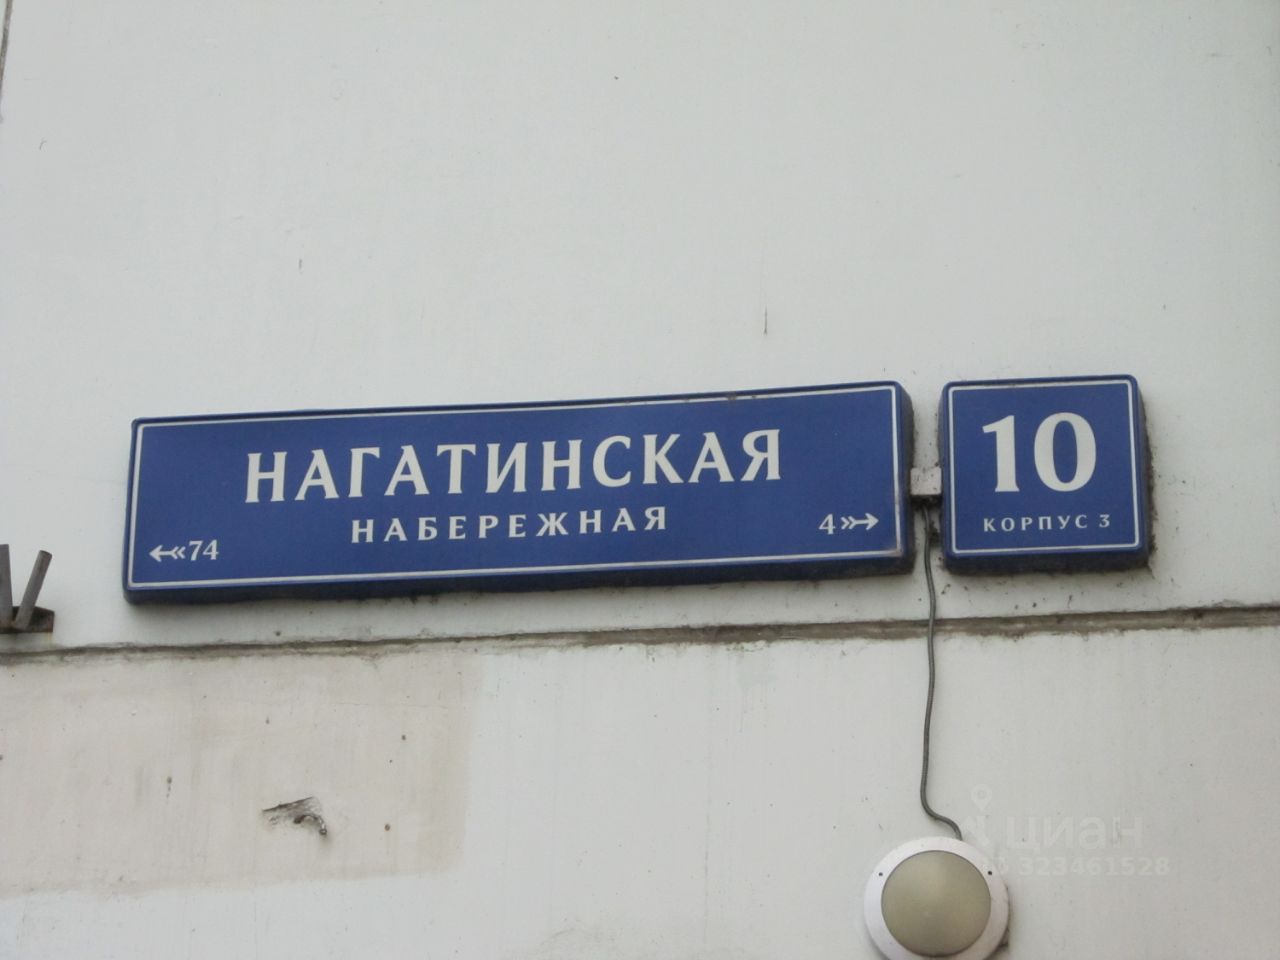 НАГАТИНСКАЯ
НАБЕРЕЖНАЯ
74
4
10
КОРПУС 3
циан
323461528